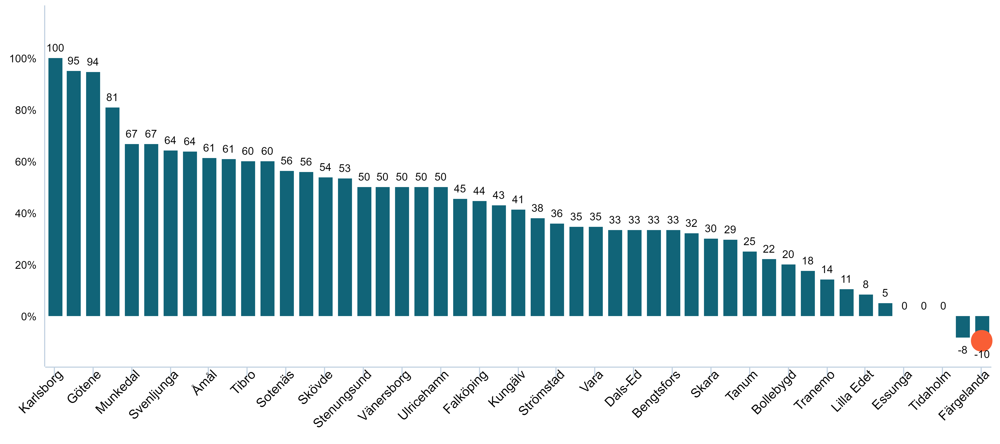 100%
80%
60%
40%
20%
0%
100
95
94
81
67
67
64
64
61
61
60
60
56
56
54
53
50
50
50
50
50
45
44
43
41
38
36
35
35
33
33
33
33
32
30
29
25
22
20
18
14
11
8
5
0
0
0
-8
-10
Karlsborg
Götene
Munkedal
Svenljunga
Åmål
Tibro
Sotenäs
Skövde
Stenungsund
Vänersborg
Ulricehamn
Falköping
Kungälv
Strömstad
Vara
Dals-Ed
Bengtsfors
Skara
Tanum
Bollebygd
Tranemo
Lilla Edet
Essunga
Tidaholm
Färgelanda